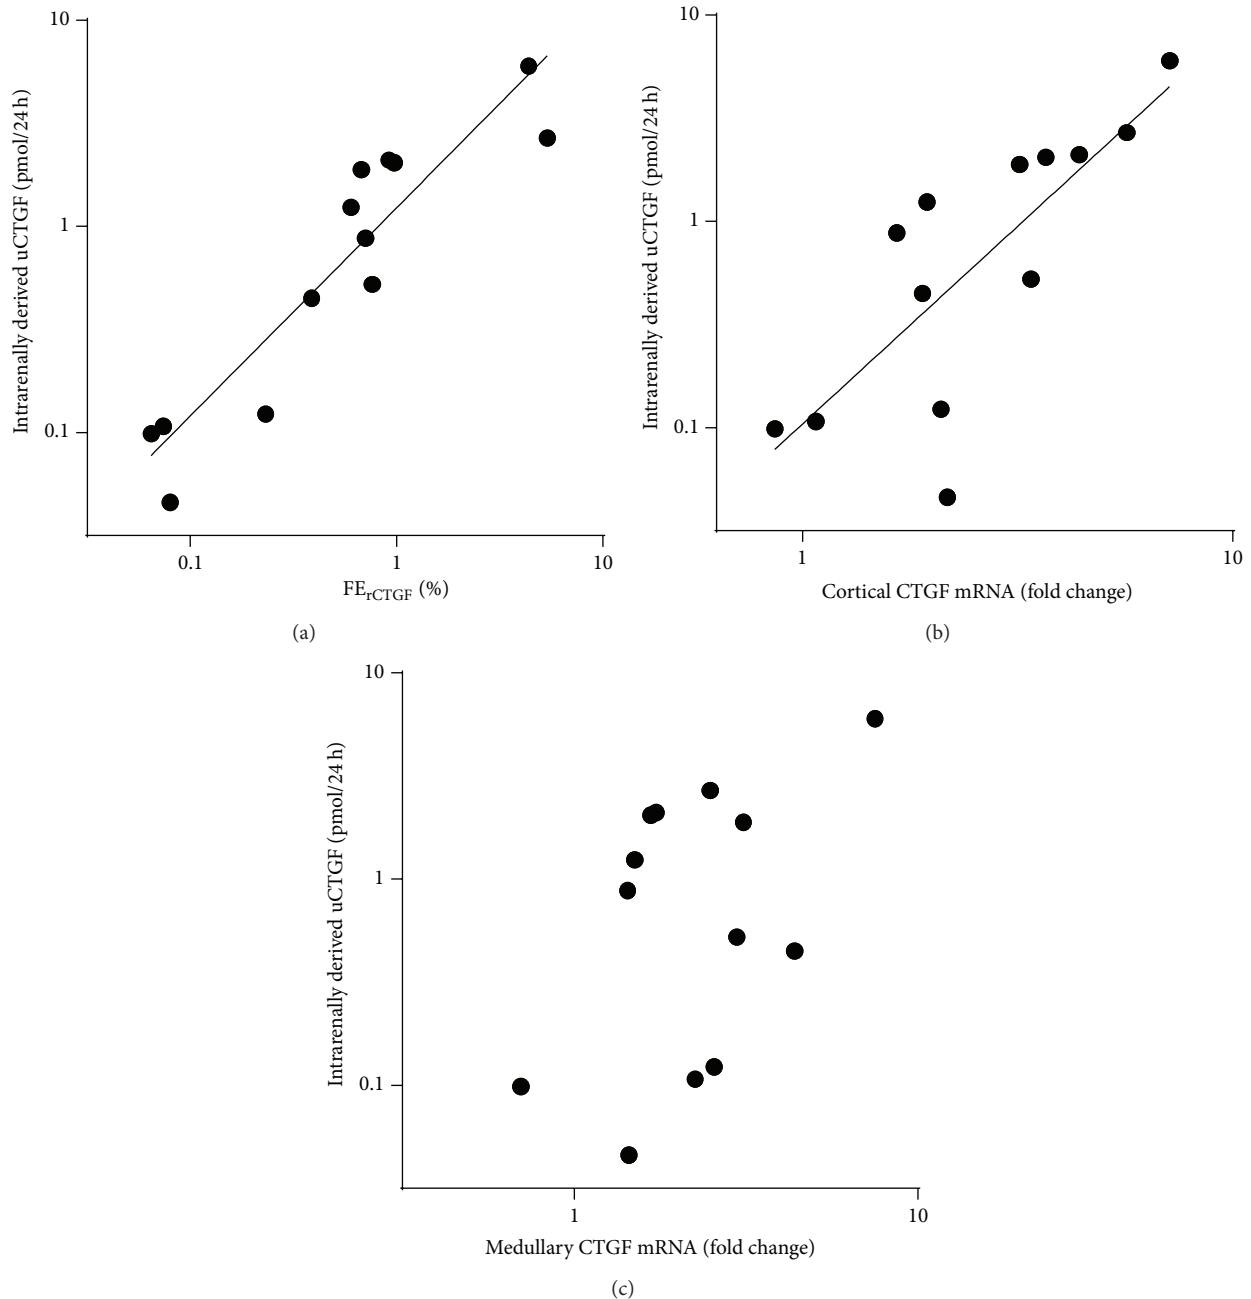 10
1
0.1
Intrarenally derived uCTGF (pmol/24 h)
0.1
1
10
FErCTGF (%)
(a)
10
1
0.1
Intrarenally derived uCTGF (pmol/24 h)
1
10
Cortical CTGF mRNA (fold change)
(b)
10
1
0.1
Intrarenally derived uCTGF (pmol/24 h)
1
10
Medullary CTGF mRNA (fold change)
(c)